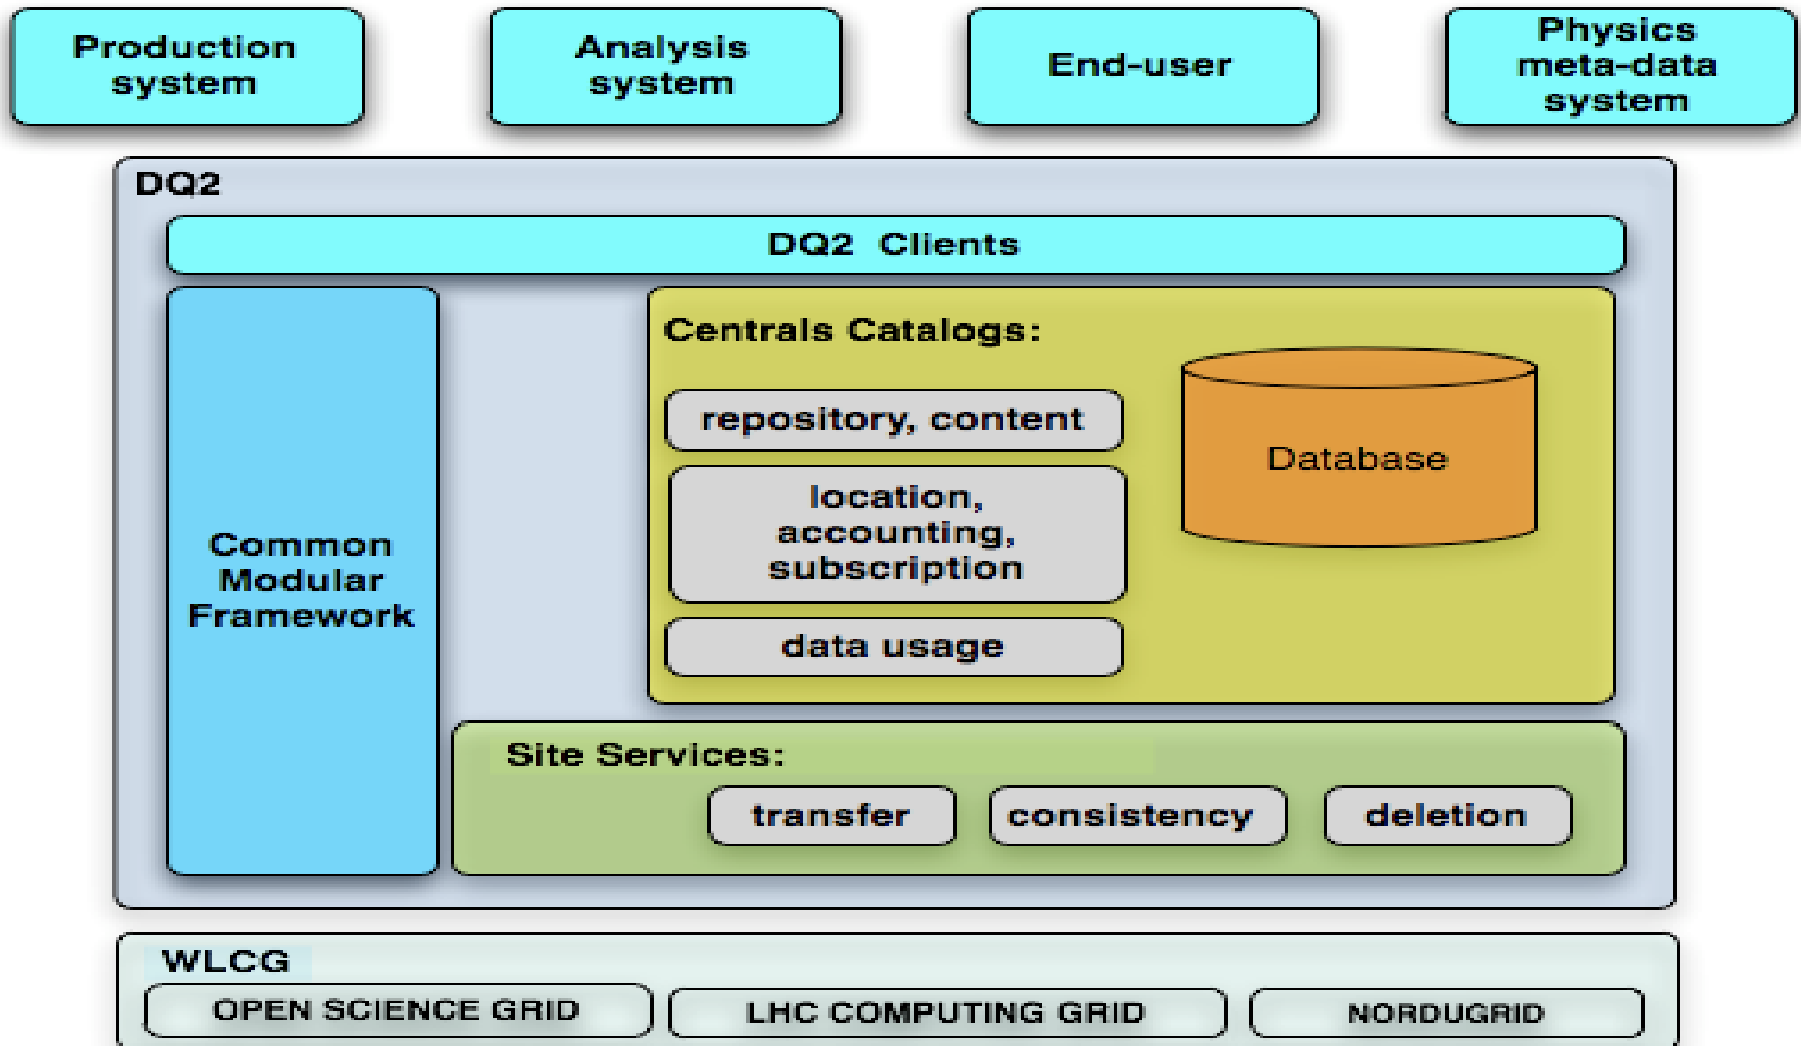 Production
system
Analysis
system
End-user
Physics
meta-data
system
DQ2
DQ2 Clients
Common
Modular
Framework
Centrals Catalogs:
repository, content
location,
accounting,
subscription
data usage
Database
Site Services:
transfer
consistency
deletion
WLCG
OPEN SCIENCE GRID
LHC COMPUTING GRID
NORDUGRID